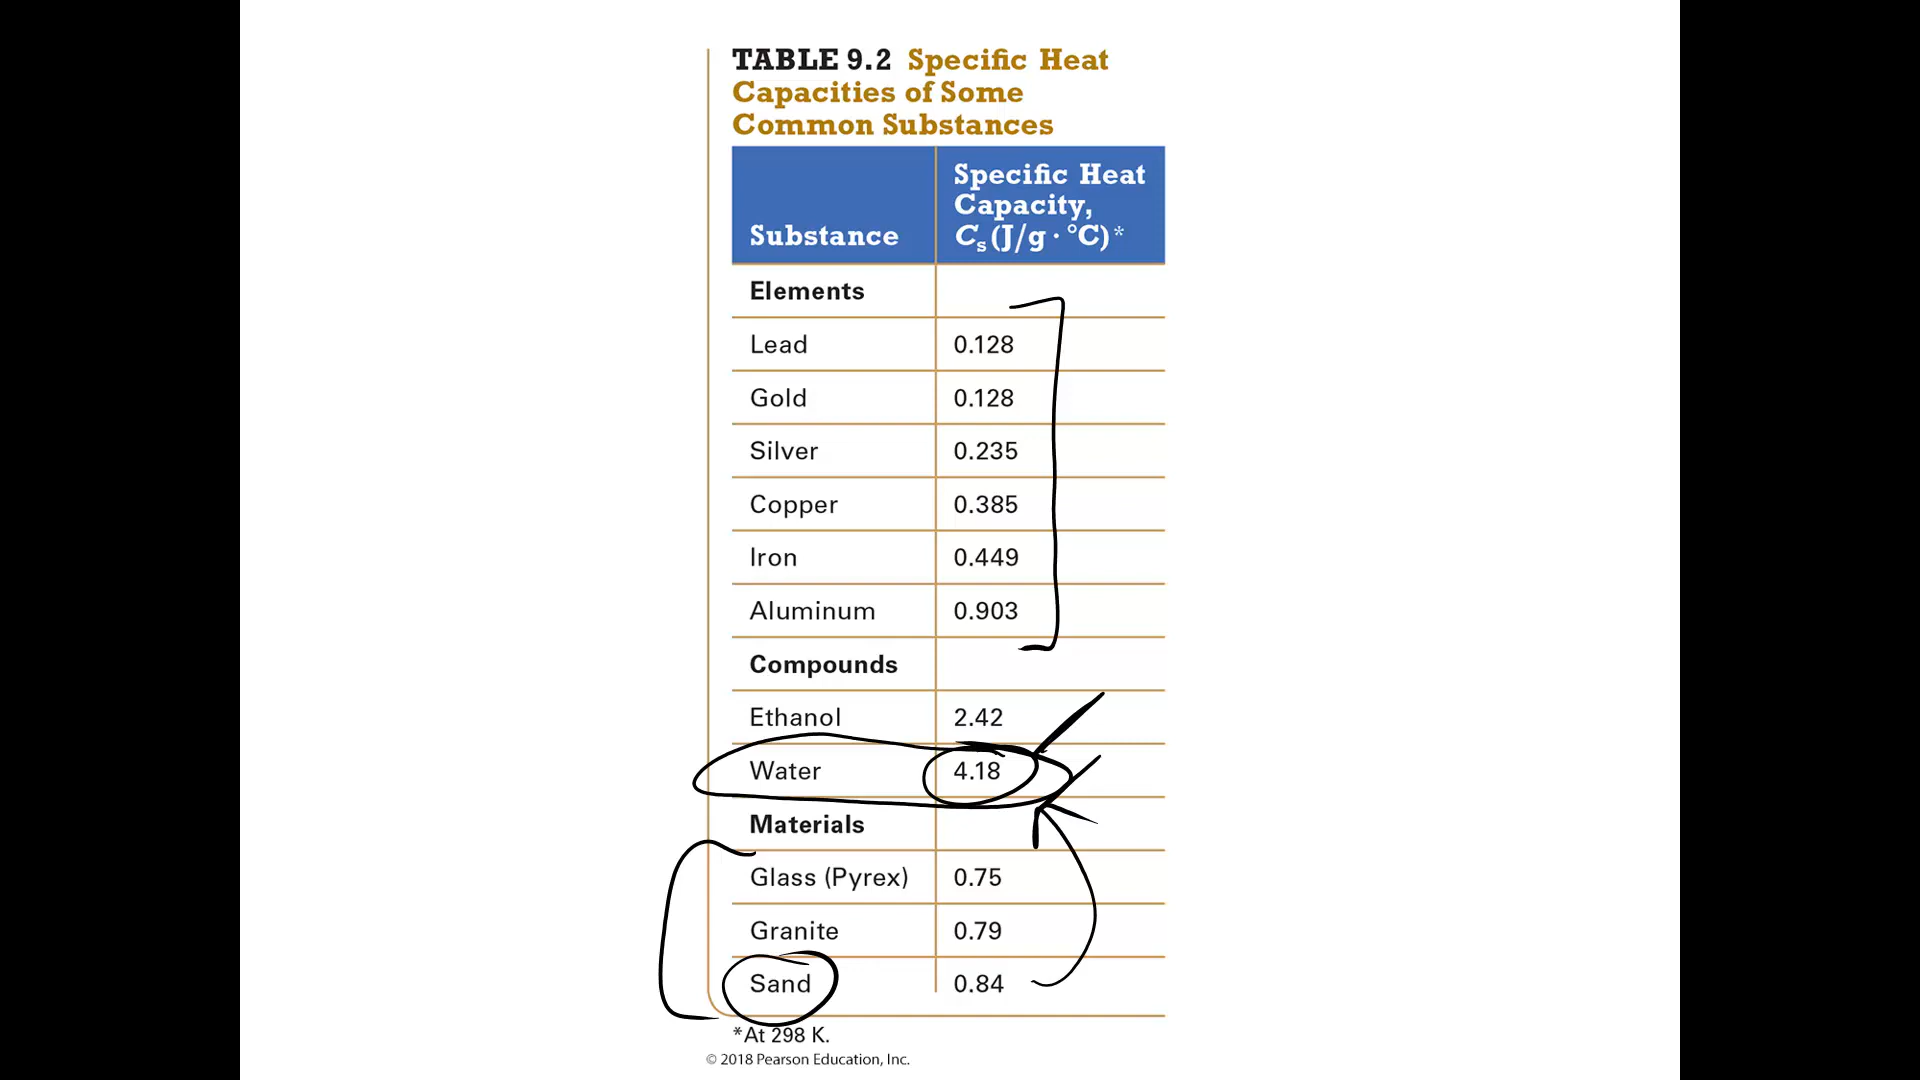 TABLE 9.2 Specific Heat
Capacities of Some
Common Substances
Substance
Specific Heat
Capacity,
Cs (J/g · °C)*
Elements
Lead 0.128
Gold 0.128
Silver 0.235
Copper 0.385
Iron 0.449
Aluminum 0.903
Compounds
Ethanol 2.42
Water 4.18
Materials
Glass (Pyrex) 0.75
Granite 0.79
Sand 0.84
*At 298 K.
© 2018 Pearson Education, Inc.